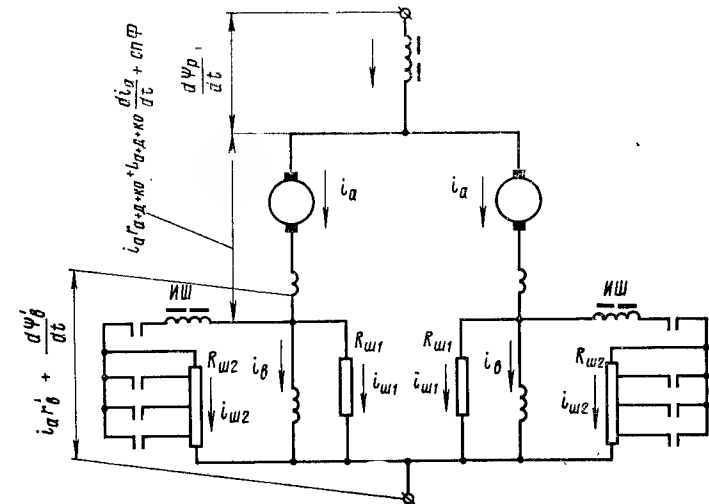 dΨр
dt
iаrа+д+ко+Lа+д+ко diа/dt + cпФ
iа
iа
ИШ
ИШ
iаr′в + dΨ′в/dt
Rш2
iв
Rш1
Rш1
iв
Rш2
iш2
iш1
iш1
iш2